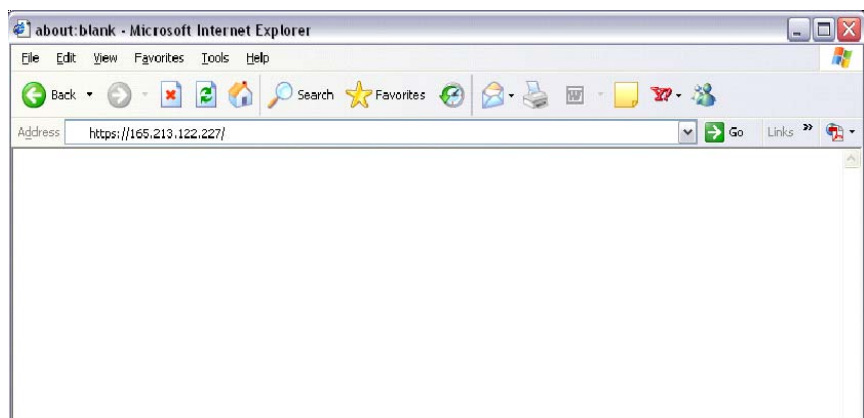 about:blank - Microsoft Internet Explorer
File Edit View Favorites Tools Help
Back Search Favorites
Address https://165.213.122.227/ Go Links »